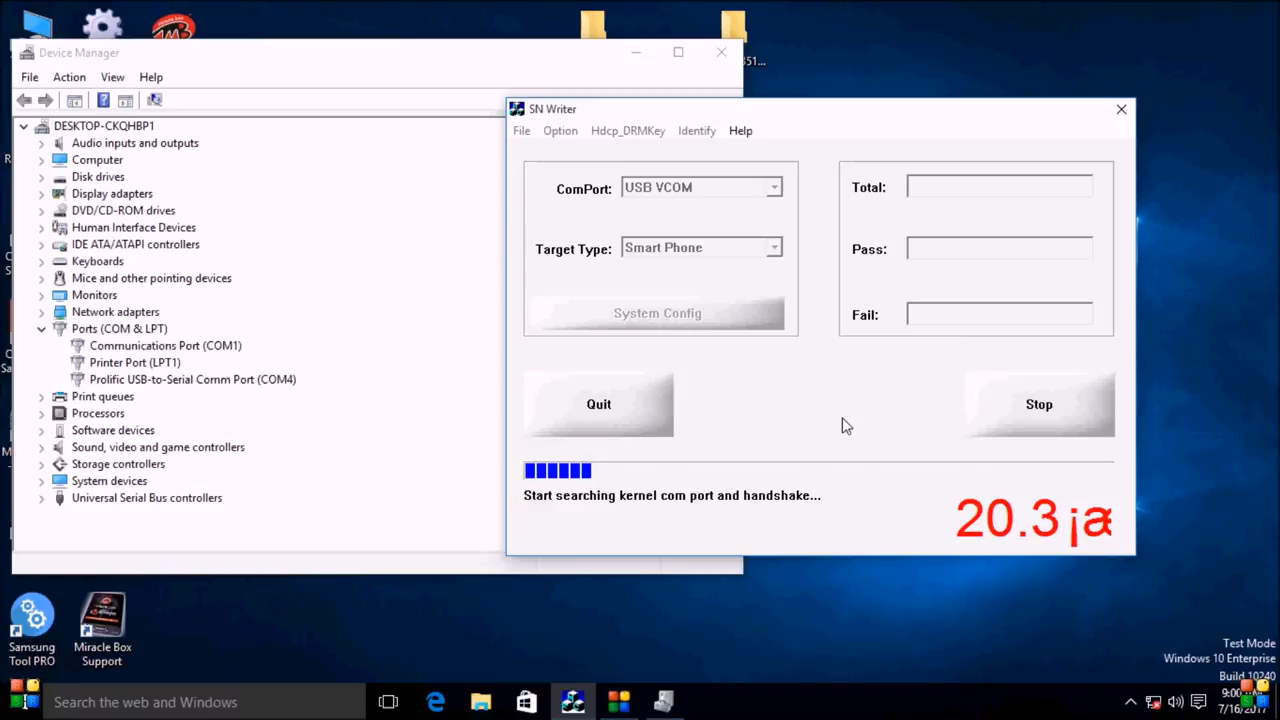 Device Manager
File Action View Help
DESKTOP-CKQHBP1
Audio inputs and outputs
Computer
Disk drives
Display adapters
DVD/CD-ROM drives
Human Interface Devices
IDE ATA/ATAPI controllers
Keyboards
Mice and other pointing devices
Monitors
Network adapters
Ports (COM & LPT)
Communications Port (COM1)
Printer Port (LPT1)
Prolific USB-to-Serial Comm Port (COM4)
Print queues
Processors
Software devices
Sound, video and game controllers
Storage controllers
System devices
Universal Serial Bus controllers
SN Writer
File Option Hdcp_DRMKey Identify Help
ComPort: USB VCOM
Target Type: Smart Phone
System Config
Total:
Pass:
Fail:
Quit
Stop
Start searching kernel com port and handshake...
20.3¡æ
Samsung
Tool PRO
Miracle Box
Support
Test Mode
Windows 10 Enterprise
Build 10240
Search the web and Windows
7/16/2017